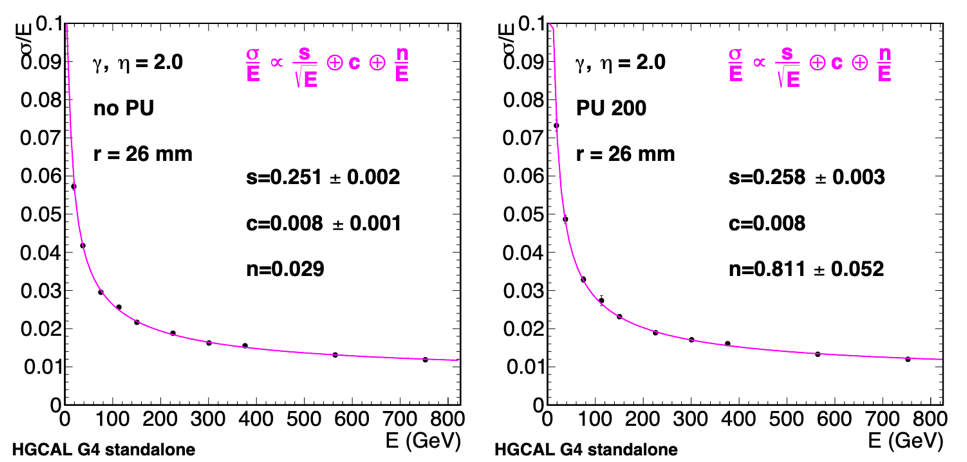 σ/E
0.1
0.09
0.08
0.07
0.06
0.05
0.04
0.03
0.02
0.01
0
γ, η = 2.0
no PU
r = 26 mm
σ/E ∝ s/√E ⊕ c ⊕ n/E
s=0.251 ± 0.002
c=0.008 ± 0.001
n=0.029
0 100 200 300 400 500 600 700 800
E (GeV)
HGCAL G4 standalone
σ/E
0.1
0.09
0.08
0.07
0.06
0.05
0.04
0.03
0.02
0.01
0
γ, η = 2.0
PU 200
r = 26 mm
σ/E ∝ s/√E ⊕ c ⊕ n/E
s=0.258 ± 0.003
c=0.008
n=0.811 ± 0.052
0 100 200 300 400 500 600 700 800
E (GeV)
HGCAL G4 standalone